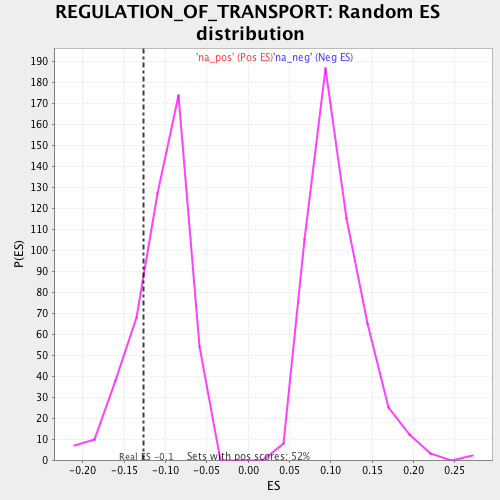 REGULATION_OF_TRANSPORT: Random ES
distribution
'na_pos' (Pos ES)'na_neg' (Neg ES)
190
180
170
160
150
140
130
120
110
100
90
80
70
60
50
40
30
20
10
0
P(ES)
Real ES -0.1 Sets with pos scores: 52%
-0.20 -0.15 -0.10 -0.05 0.00 0.05 0.10 0.15 0.20 0.25
ES